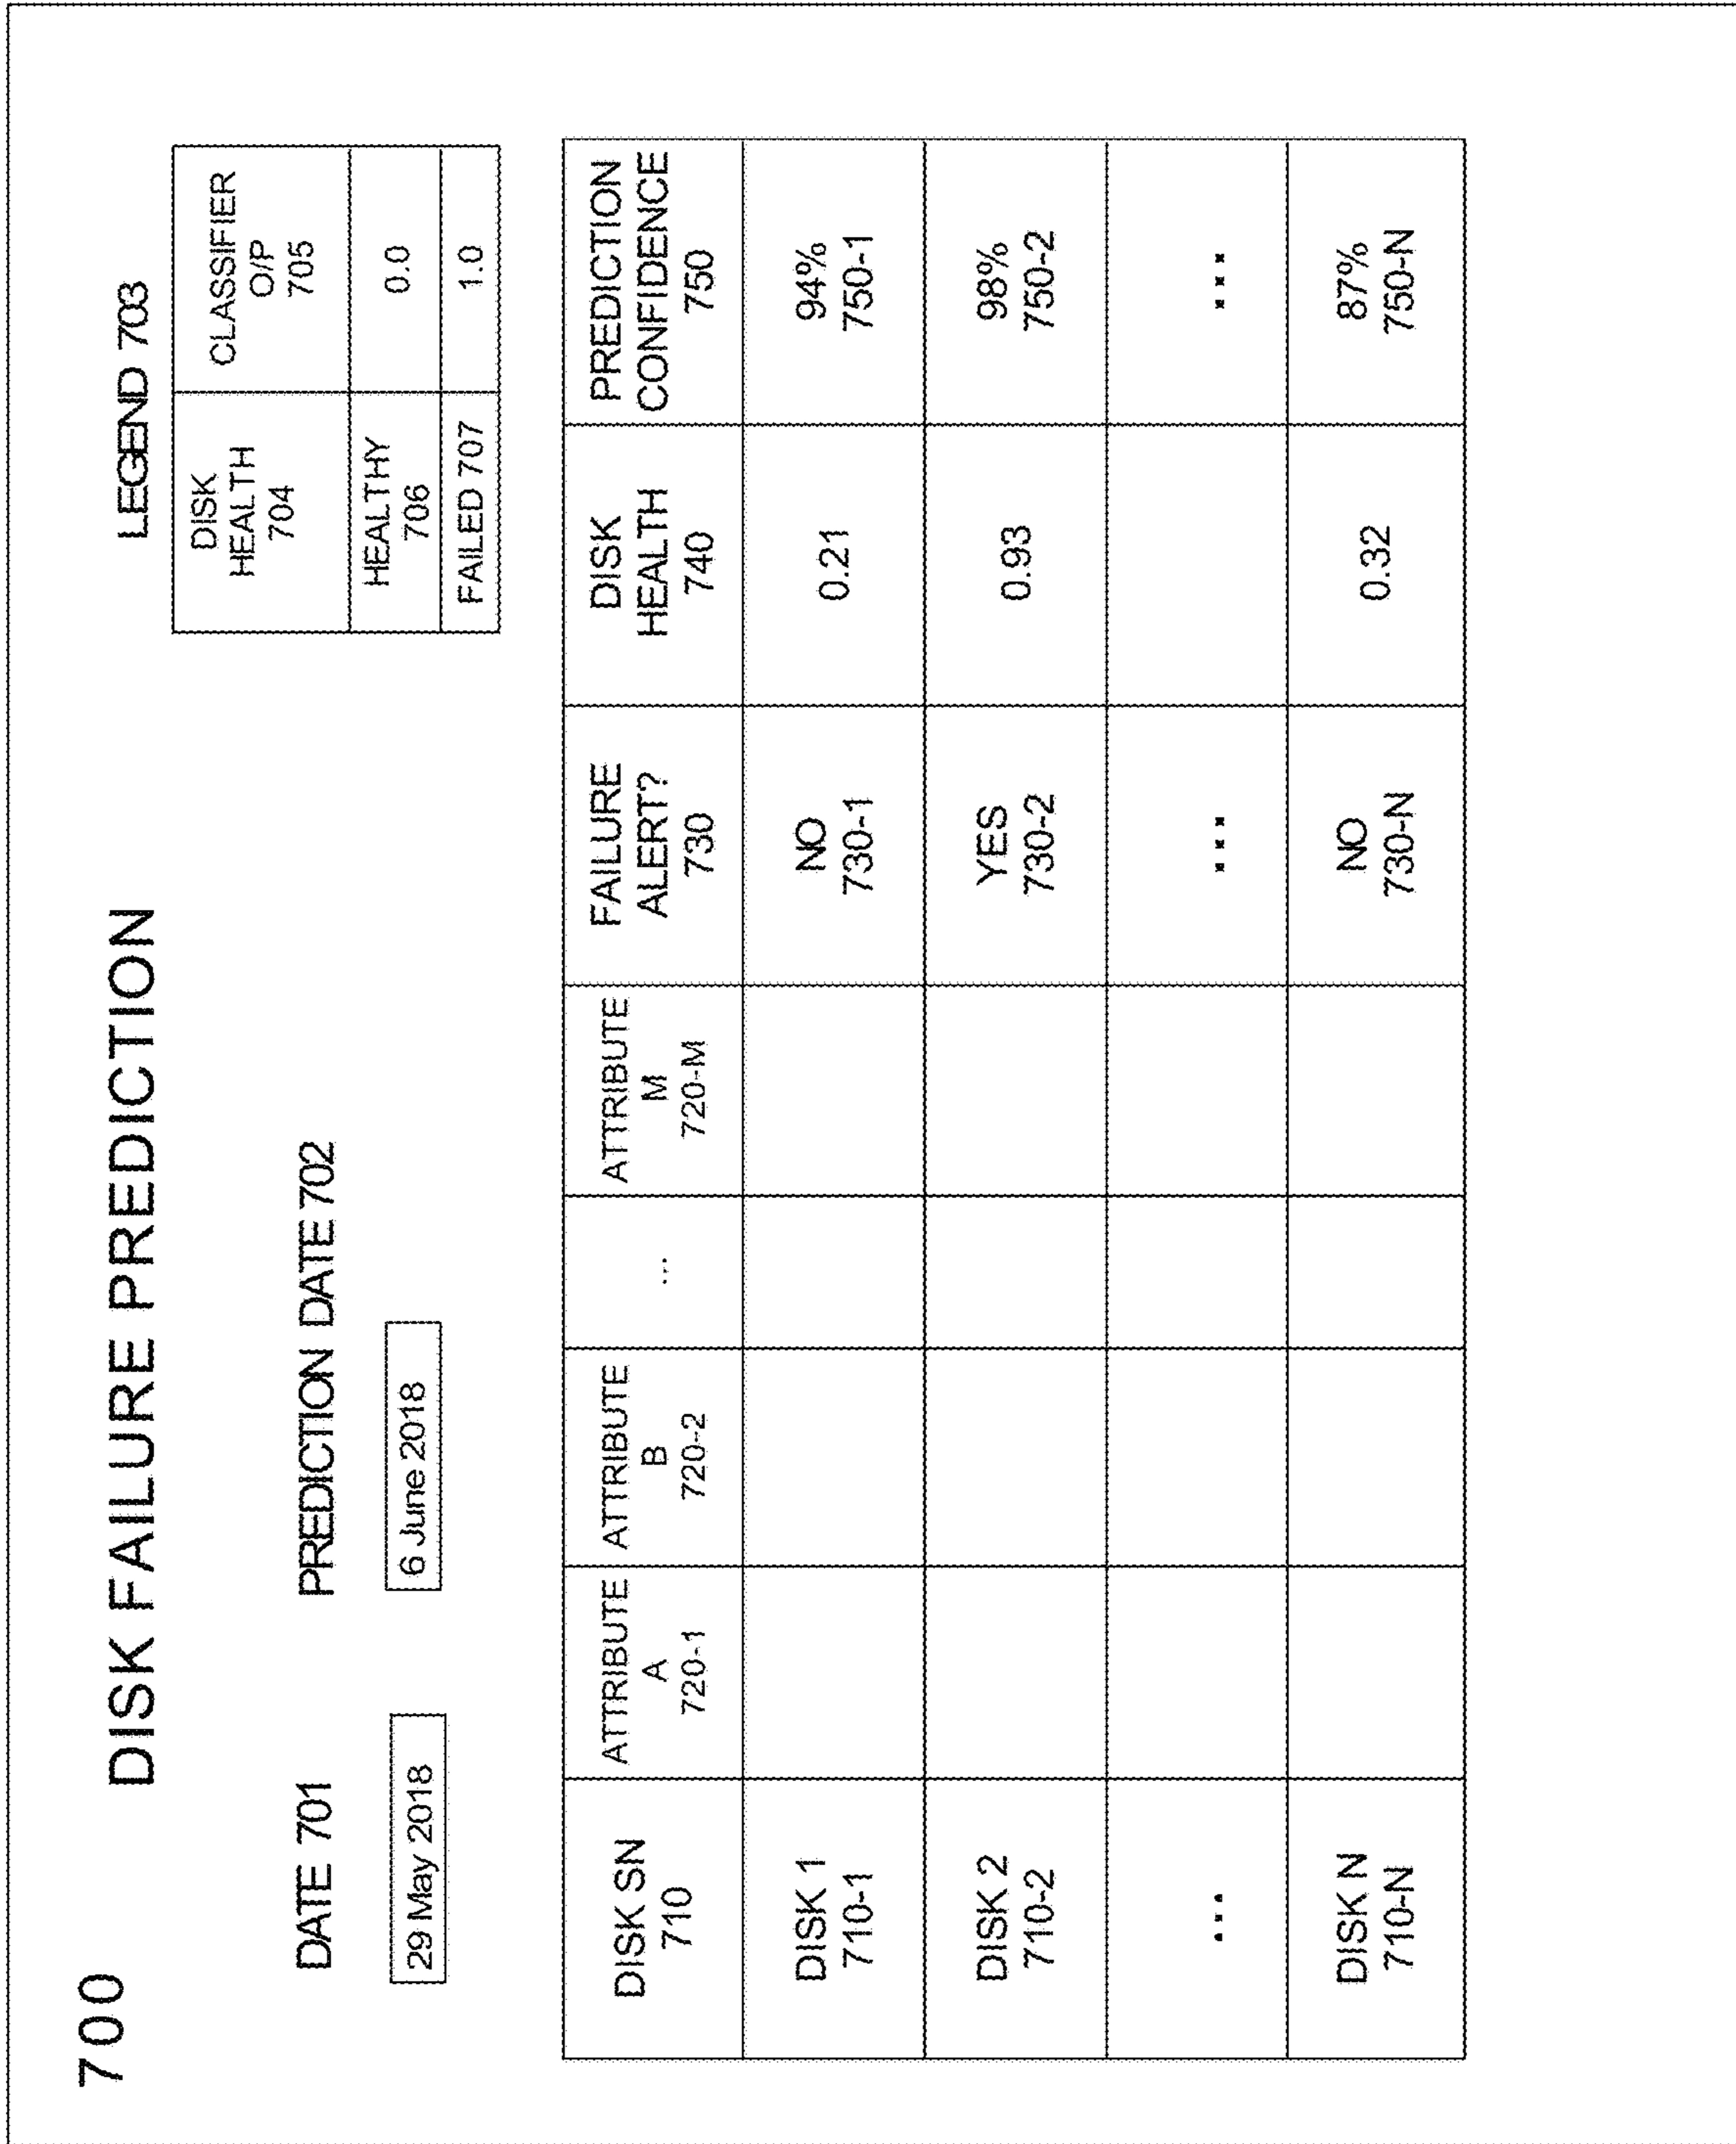 700
DISK FAILURE PREDICTION
LEGEND 703
DATE 701
PREDICTION DATE 702
29 May 2018
6 June 2018
DISK
HEALTH
704
CLASSIFIER
O/P
705
HEALTHY
706
0.0
FAILED 707
1.0
DISK SN
710
ATTRIBUTE
A
720-1
ATTRIBUTE
B
720-2
...
ATTRIBUTE
M
720-M
FAILURE
ALERT?
730
DISK
HEALTH
740
PREDICTION
CONFIDENCE
750
DISK 1
710-1
NO
730-1
0.21
94%
750-1
DISK 2
710-2
YES
730-2
0.93
98%
750-2
...
...
...
DISK N
710-N
NO
730-N
0.32
87%
750-N